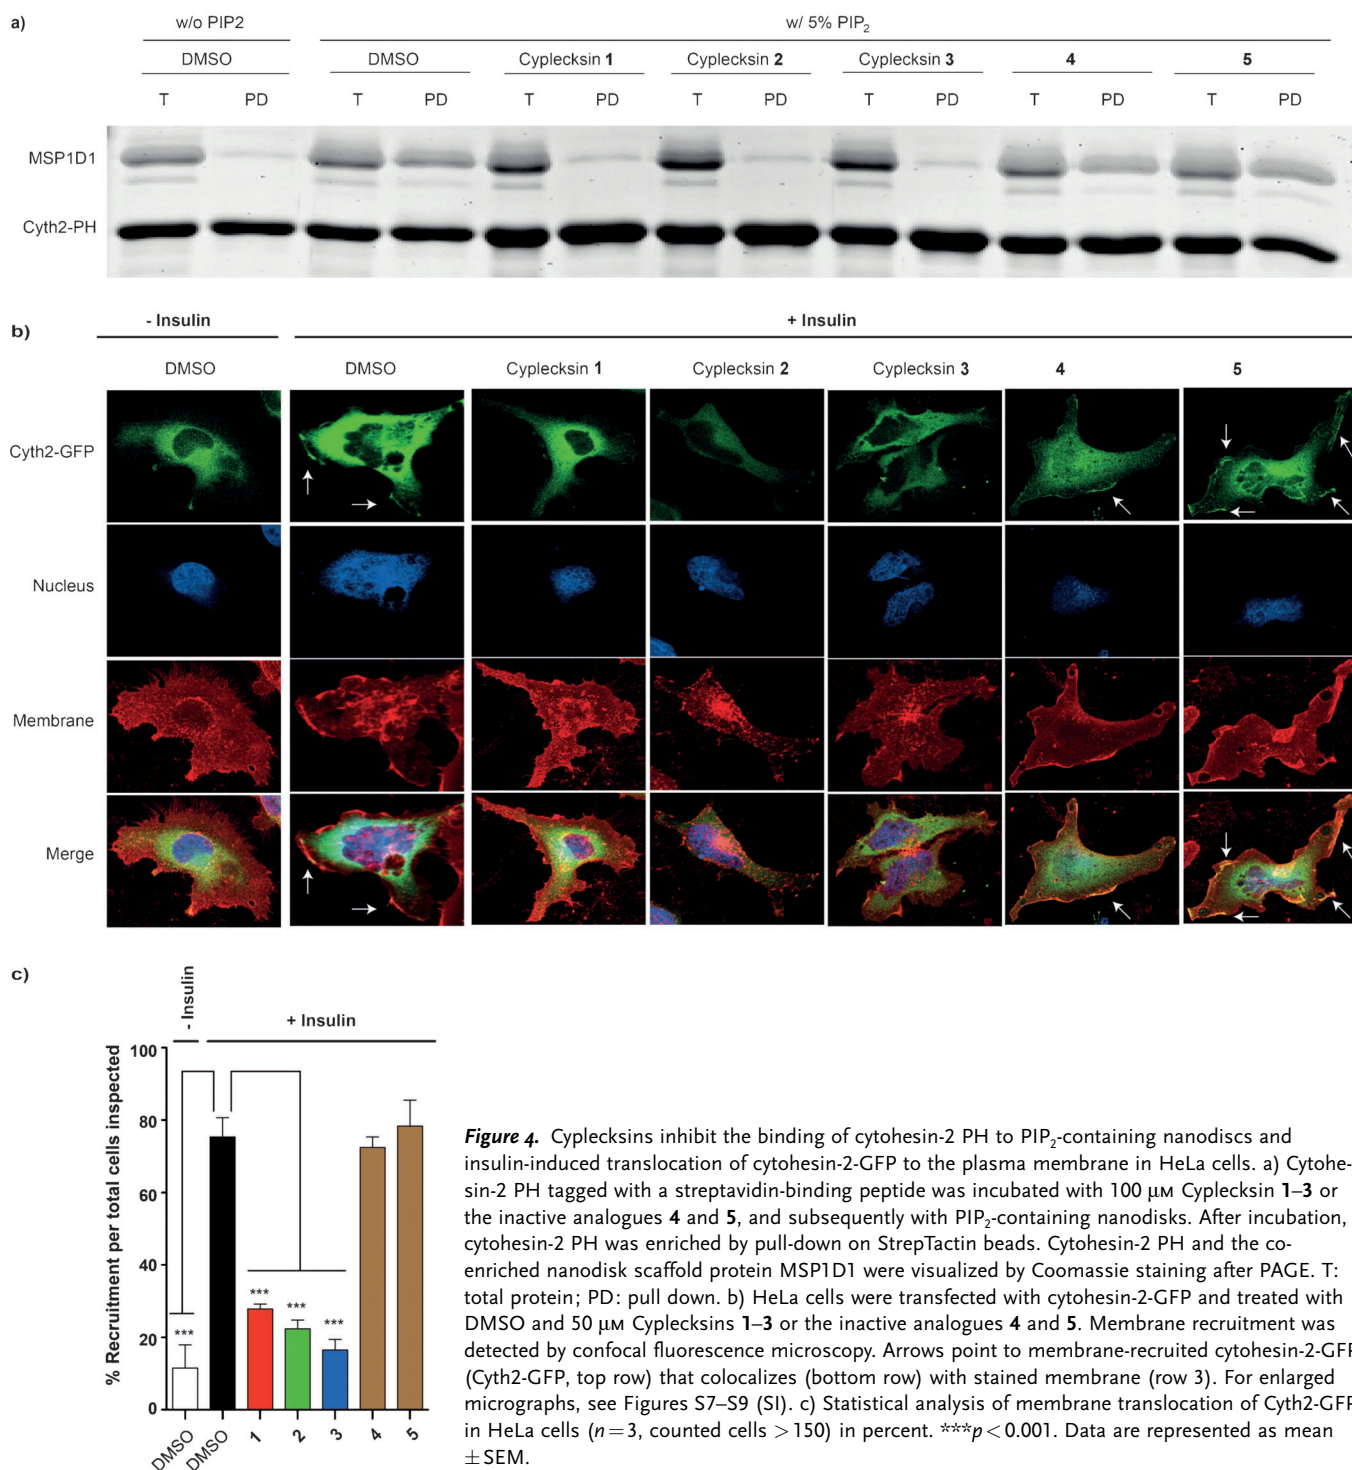 a)
w/o PIP2
w/ 5% PIP₂
DMSO
DMSO
Cyplecksin 1
Cyplecksin 2
Cyplecksin 3
4
5
T PD T PD T PD T PD T PD T PD T PD
MSP1D1
Cyth2-PH
b)
- Insulin
+ Insulin
DMSO
DMSO
Cyplecksin 1
Cyplecksin 2
Cyplecksin 3
4
5
Cyth2-GFP
Nucleus
Membrane
Merge
c)
- Insulin
+ Insulin
% Recruitment per total cells inspected
100
80
60
40
20
0
***
***
***
***
DMSO
DMSO
1
2
3
4
5
Figure 4. Cyplecksins inhibit the binding of cytohesin-2 PH to PIP₂-containing nanodiscs and
insulin-induced translocation of cytohesin-2-GFP to the plasma membrane in HeLa cells. a) Cytohe-
sin-2 PH tagged with a streptavidin-binding peptide was incubated with 100 μM Cyplecksin 1–3 or
the inactive analogues 4 and 5, and subsequently with PIP₂-containing nanodisks. After incubation,
cytohesin-2 PH was enriched by pull-down on StrepTactin beads. Cytohesin-2 PH and the co-
enriched nanodisk scaffold protein MSP1D1 were visualized by Coomassie staining after PAGE. T:
total protein; PD: pull down. b) HeLa cells were transfected with cytohesin-2-GFP and treated with
DMSO and 50 μM Cyplecksins 1–3 or the inactive analogues 4 and 5. Membrane recruitment was
detected by confocal fluorescence microscopy. Arrows point to membrane-recruited cytohesin-2-GFP
(Cyth2-GFP, top row) that colocalizes (bottom row) with stained membrane (row 3). For enlarged
micrographs, see Figures S7–S9 (SI). c) Statistical analysis of membrane translocation of Cyth2-GFP
in HeLa cells (n = 3, counted cells > 150) in percent. ***p < 0.001. Data are represented as mean
± SEM.